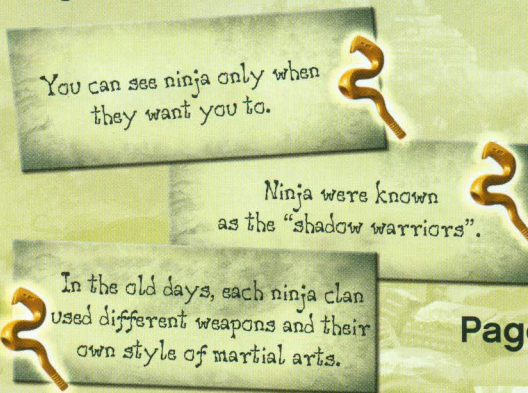 You can see ninja only when
they want you to.
Ninja were known
as the “shadow warriors”.
In the old days, each ninja clan
used different weapons and their
own style of martial arts.
Page